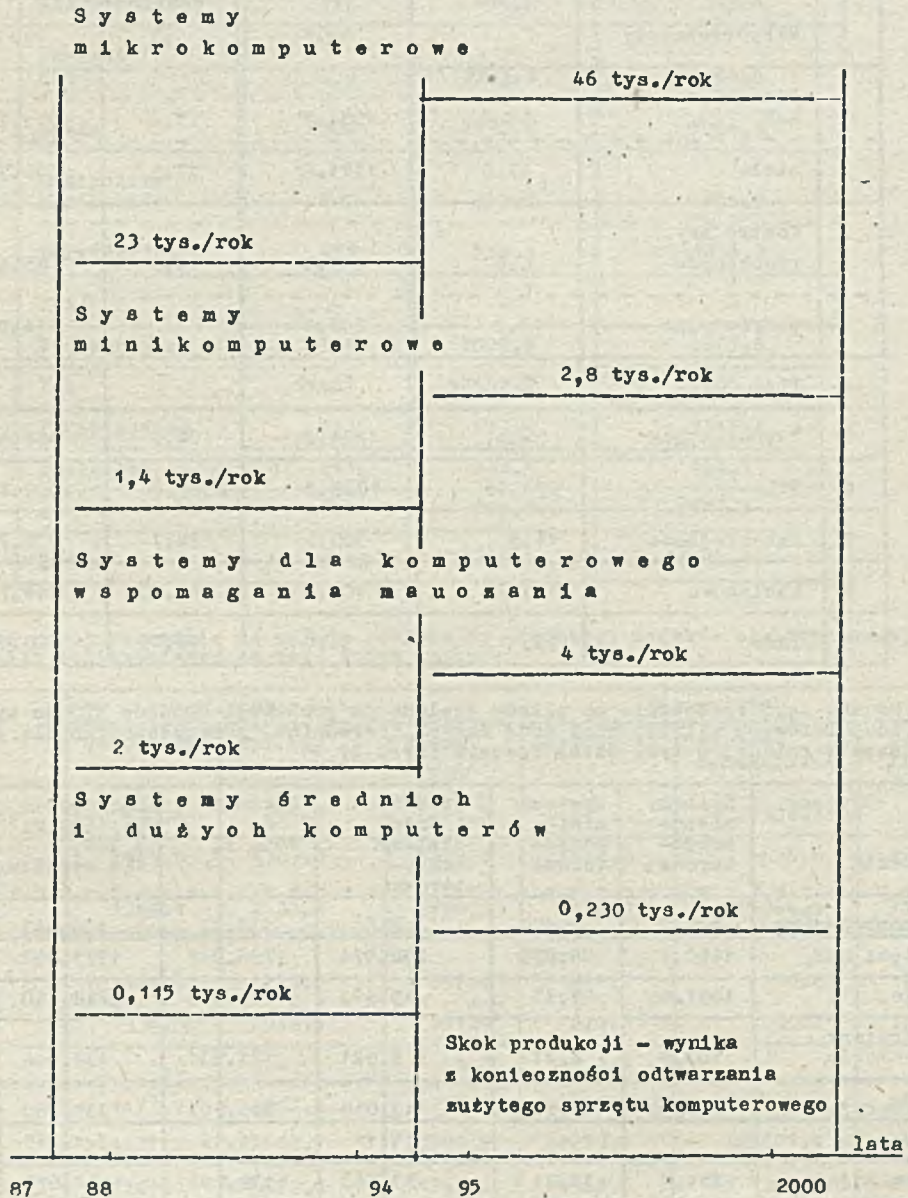 Systemy
mikrokomputerowe
46 tys./rok
23 tys./rok
Systemy
minikomputerowe
2,8 tys./rok
1,4 tys./rok
Systemy dla komputerowego
wspomagania nauczania
4 tys./rok
2 tys./rok
Systemy średnich
i dużych komputerów
0,230 tys./rok
0,115 tys./rok
Skok produkcji - wynika
z konieczności odtwarzania
zużytego sprzętu komputerowego
lata
87 88 94 95 2000